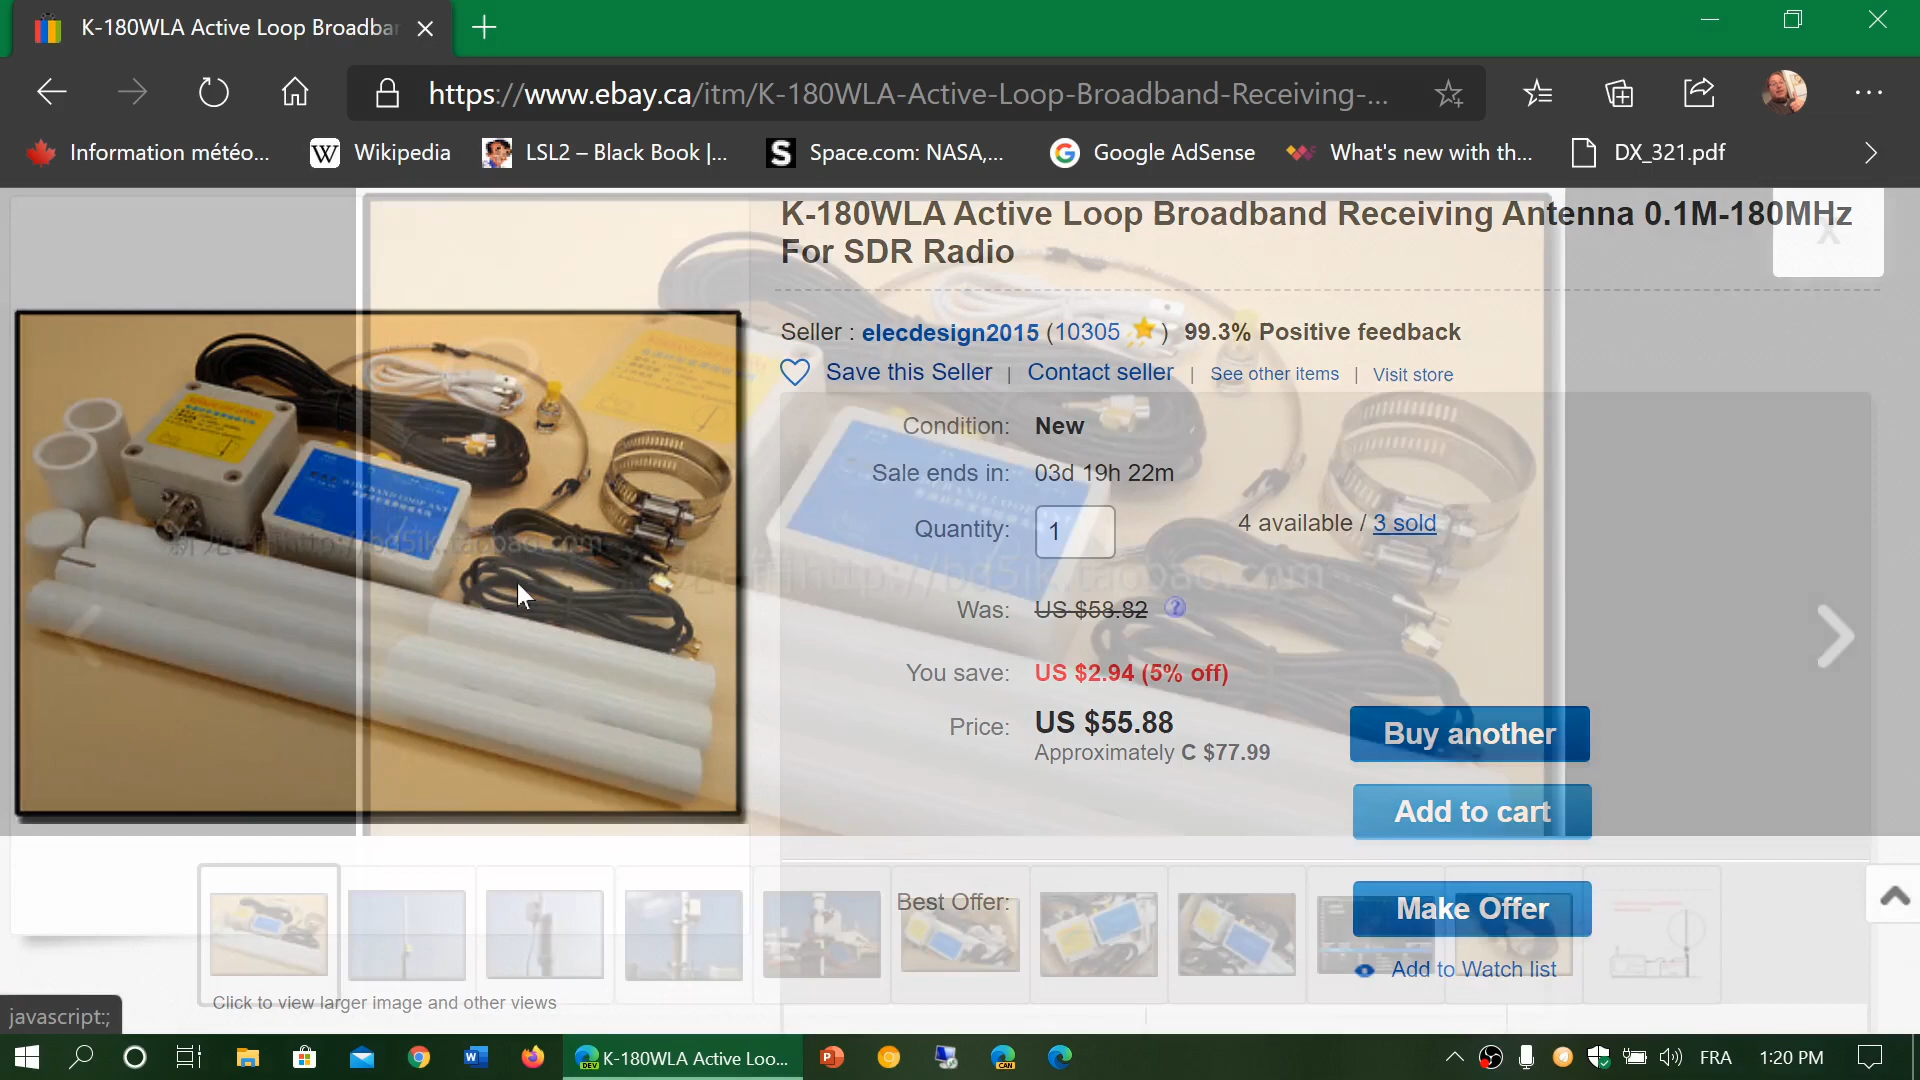 K-180WLA Active Loop Broadba
https://www.ebay.ca/itm/K-180WLA-Active-Loop-Broadband-Receiving-...
Information météo...
Wikipedia
LSL2 – Black Book |...
Space.com: NASA,...
Google AdSense
What's new with th...
DX_321.pdf
K-180WLA Active Loop Broadband Receiving Antenna 0.1M-180MHz
For SDR Radio
Seller : elecdesign2015 (10305 ) 99.3% Positive feedback
Save this Seller | Contact seller | See other items | Visit store
Condition: New
Sale ends in: 03d 19h 22m
Quantity: 1
4 available / 3 sold
Was: US $58.82
You save: US $2.94 (5% off)
Price: US $55.88
Approximately C $77.99
Buy another
Add to cart
Best Offer:
Make Offer
Add to Watch list
Click to view larger image and other views
javascript:;
K-180WLA Active Loo...
FRA
1:20 PM